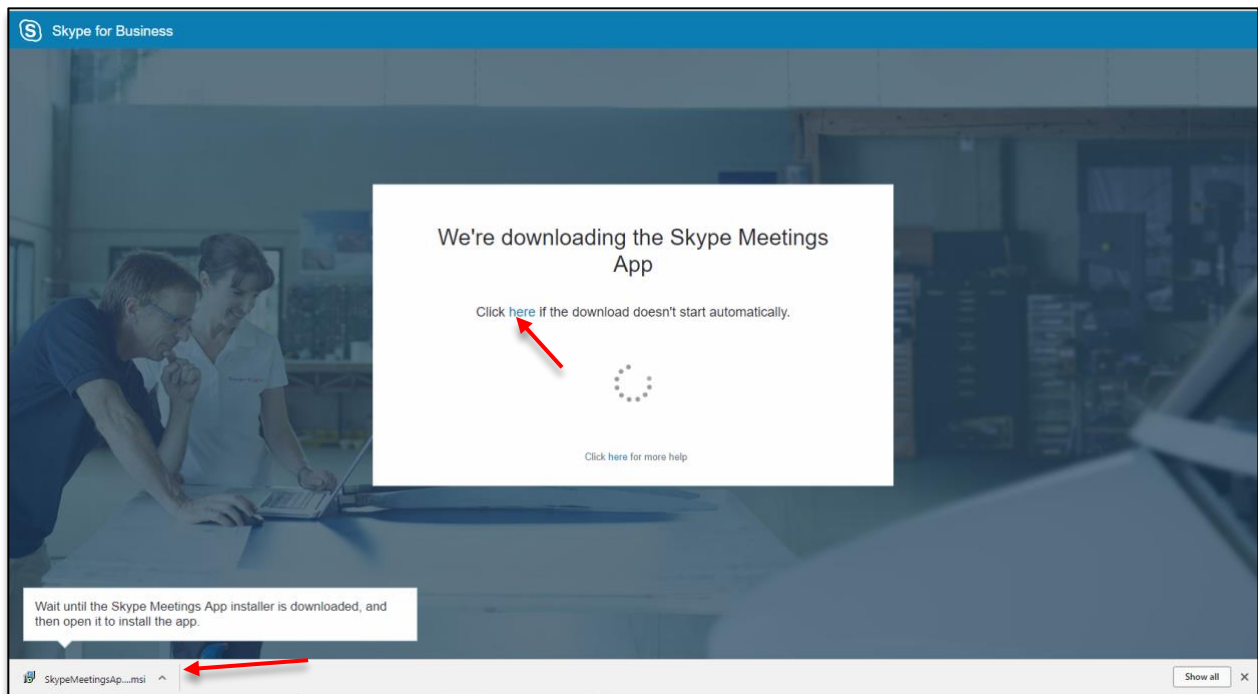 Skype for Business
We're downloading the Skype Meetings
App
Click here if the download doesn't start automatically.
Click here for more help
Wait until the Skype Meetings App installer is downloaded, and
then open it to install the app.
SkypeMeetingsAp....msi
Show all